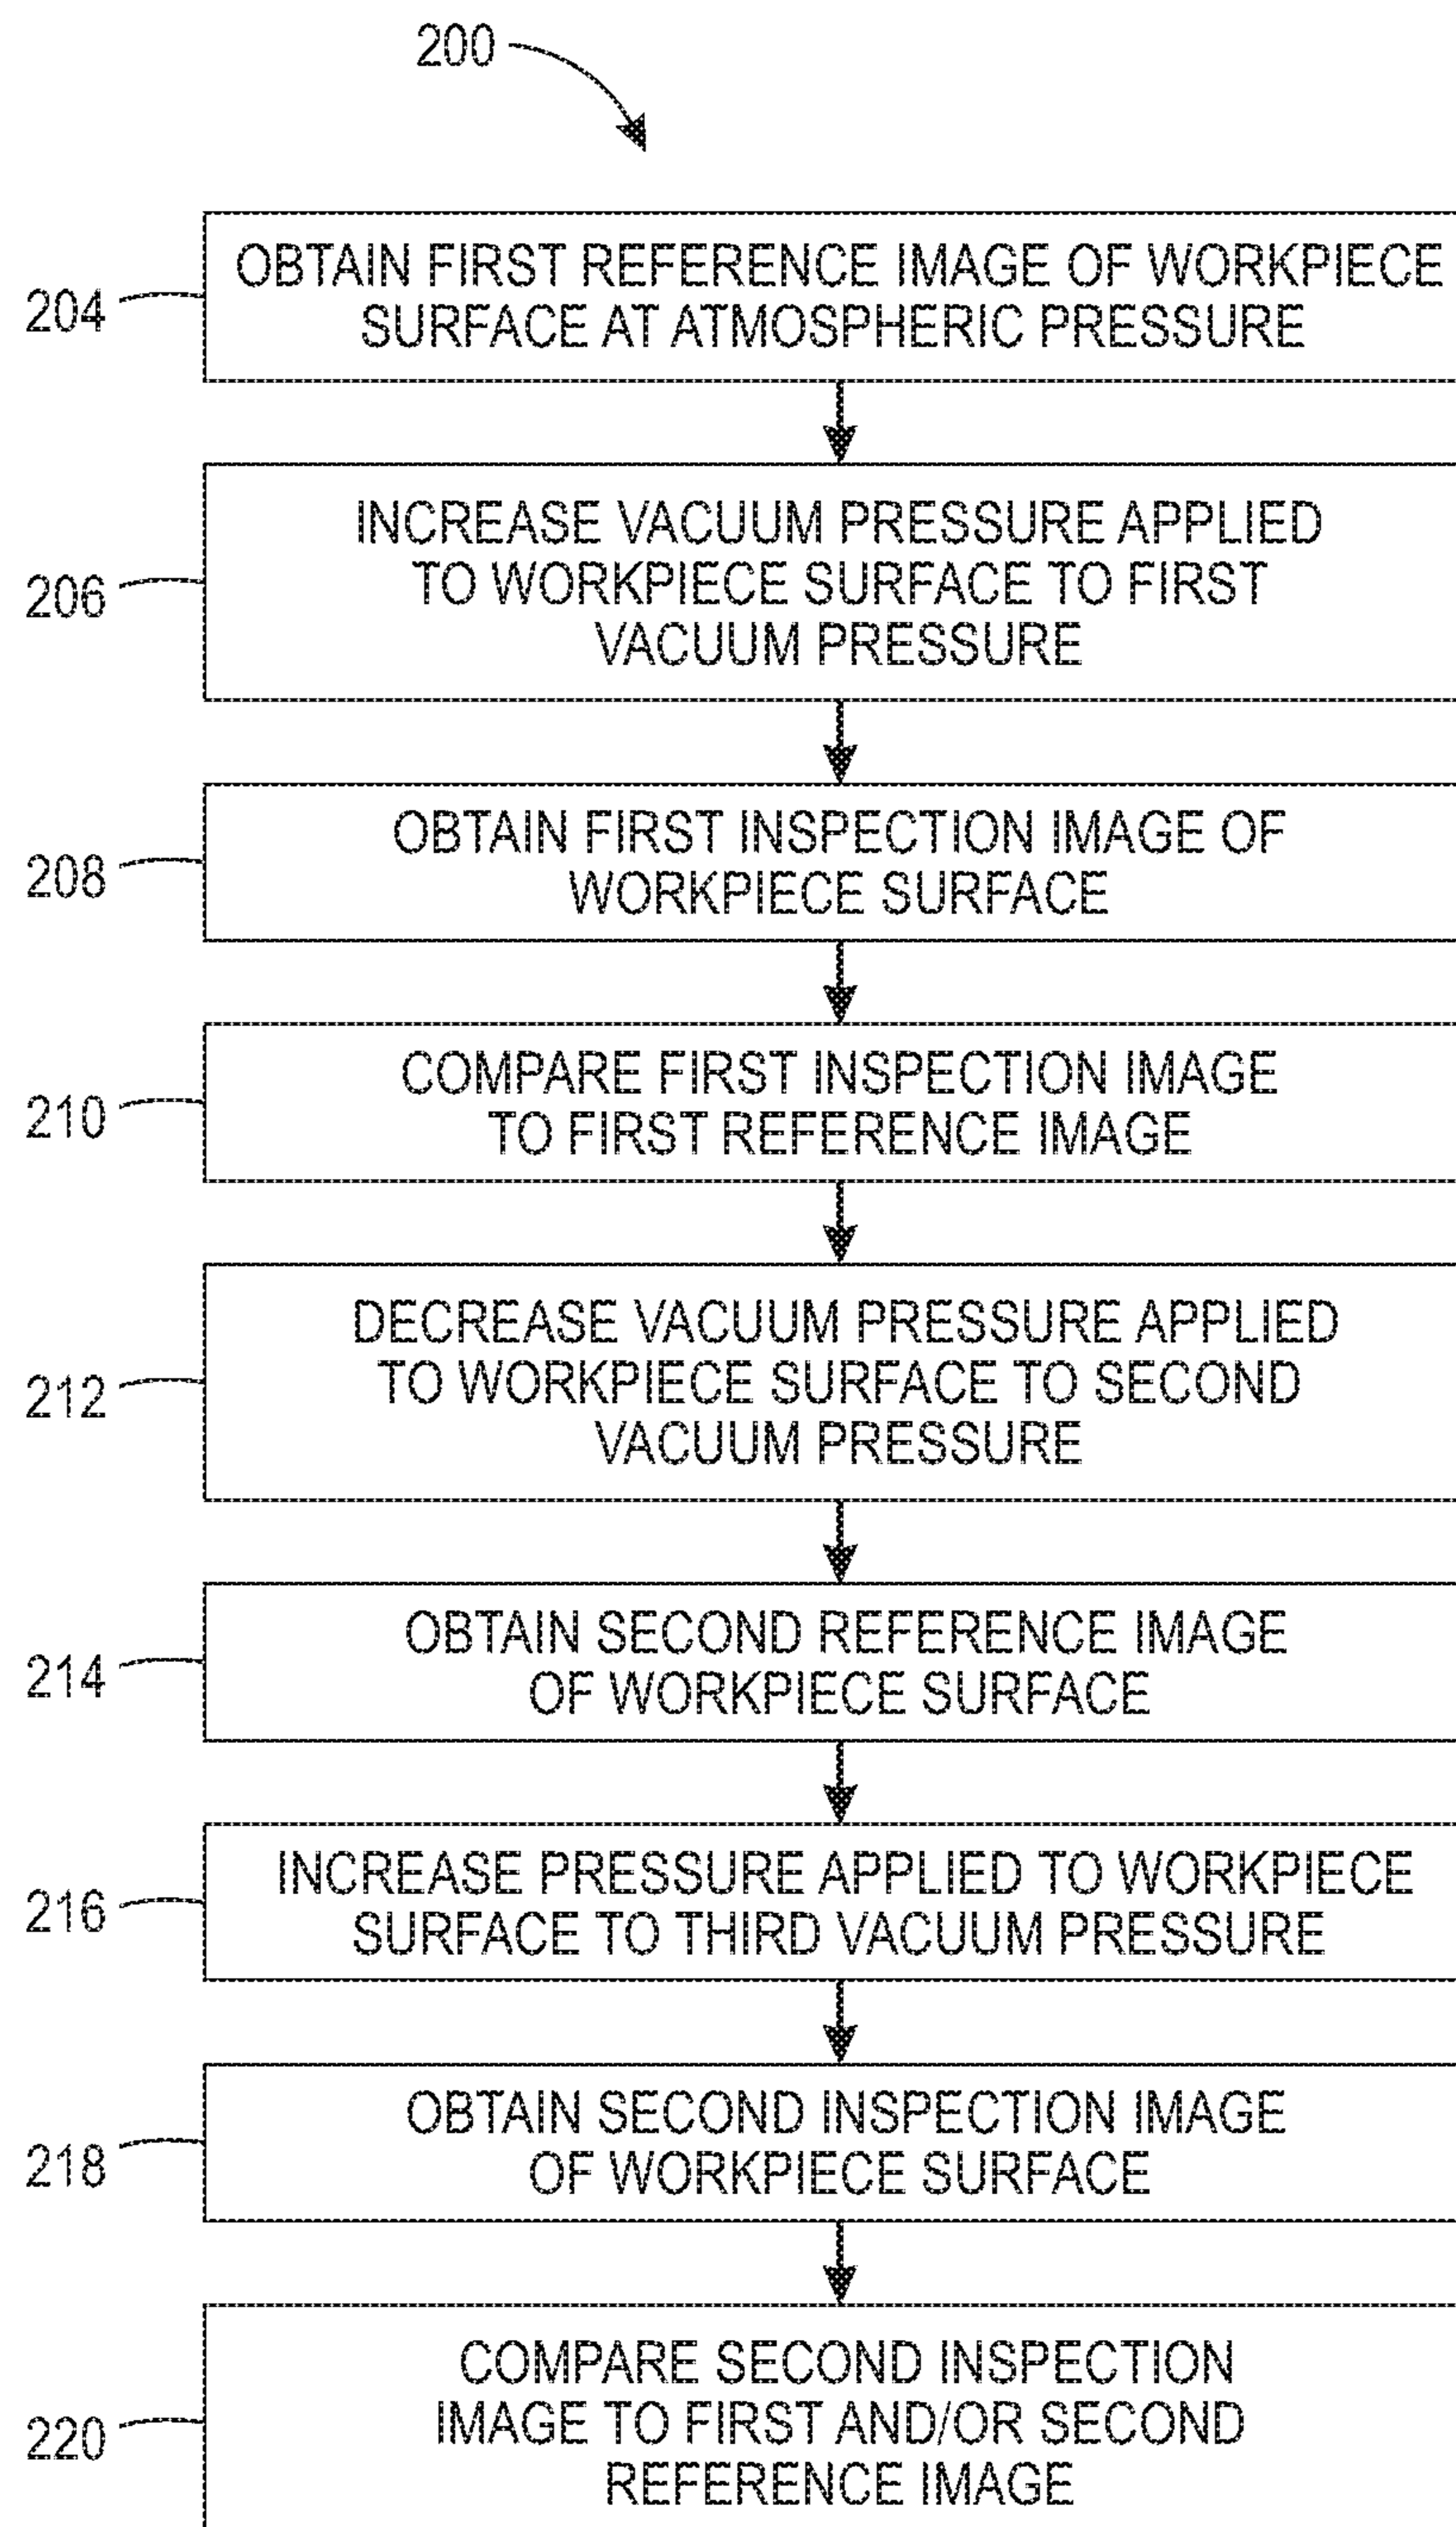 200
204
OBTAIN FIRST REFERENCE IMAGE OF WORKPIECE
SURFACE AT ATMOSPHERIC PRESSURE
206
INCREASE VACUUM PRESSURE APPLIED
TO WORKPIECE SURFACE TO FIRST
VACUUM PRESSURE
208
OBTAIN FIRST INSPECTION IMAGE OF
WORKPIECE SURFACE
210
COMPARE FIRST INSPECTION IMAGE
TO FIRST REFERENCE IMAGE
212
DECREASE VACUUM PRESSURE APPLIED
TO WORKPIECE SURFACE TO SECOND
VACUUM PRESSURE
214
OBTAIN SECOND REFERENCE IMAGE
OF WORKPIECE SURFACE
216
INCREASE PRESSURE APPLIED TO WORKPIECE
SURFACE TO THIRD VACUUM PRESSURE
218
OBTAIN SECOND INSPECTION IMAGE
OF WORKPIECE SURFACE
220
COMPARE SECOND INSPECTION
IMAGE TO FIRST AND/OR SECOND
REFERENCE IMAGE